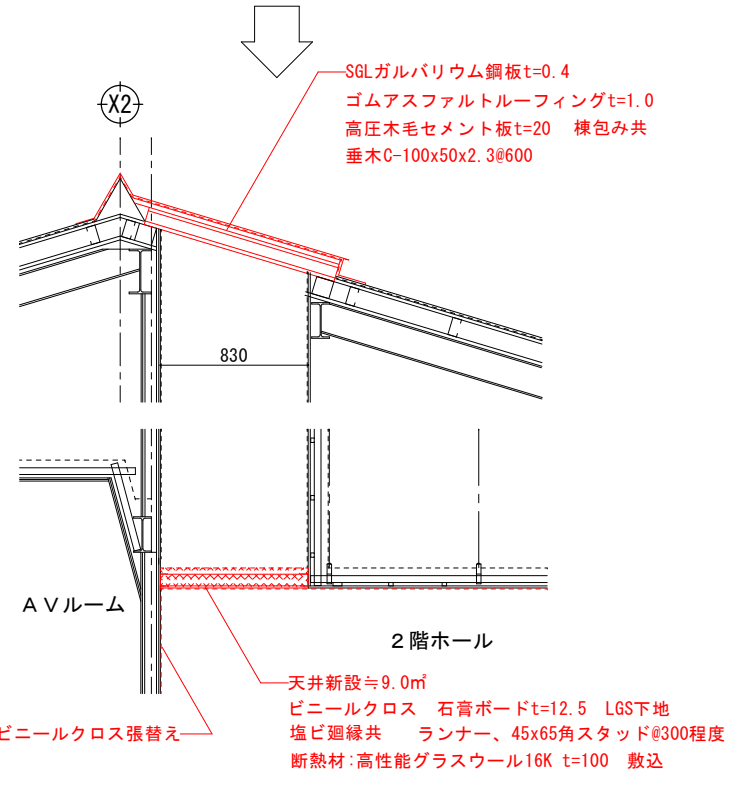 SGLガルバリウム鋼板t=0.4
X2
ゴムアスファルトルーフィングt=1.0
高圧木毛セメント板t=20　棟包み共
垂木C-100x50x2.3@600
830
AVルーム
2階ホール
天井新設≒9.0㎡
ビニールクロス　石膏ボードt=12.5　LGS下地
ビニールクロス張替え
塩ビ廻縁共　ランナー、45x65角スタッド@300程度
断熱材:高性能グラスウール16K t=100　敷込